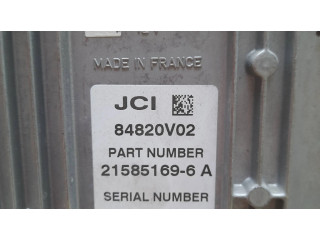 MADE IN FRANCE
JCI
84820V02
PART NUMBER
21585169-6 A
SERIAL NUMBER